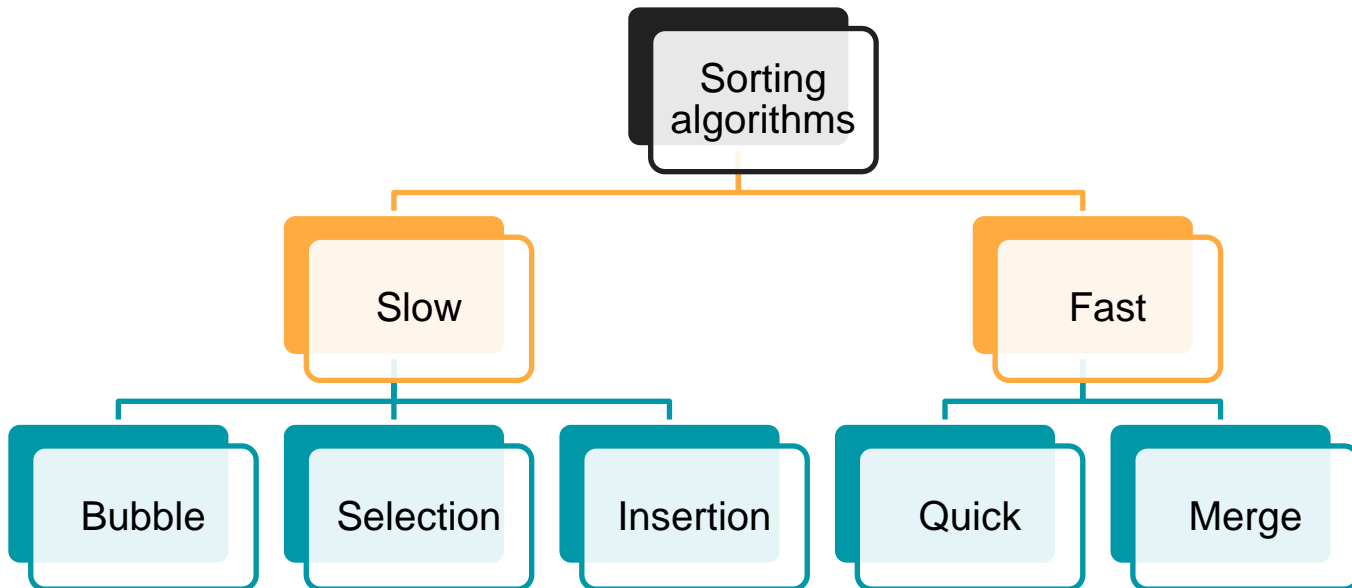 Sorting
algorithms
Slow
Fast
Bubble
Selection
Insertion
Quick
Merge